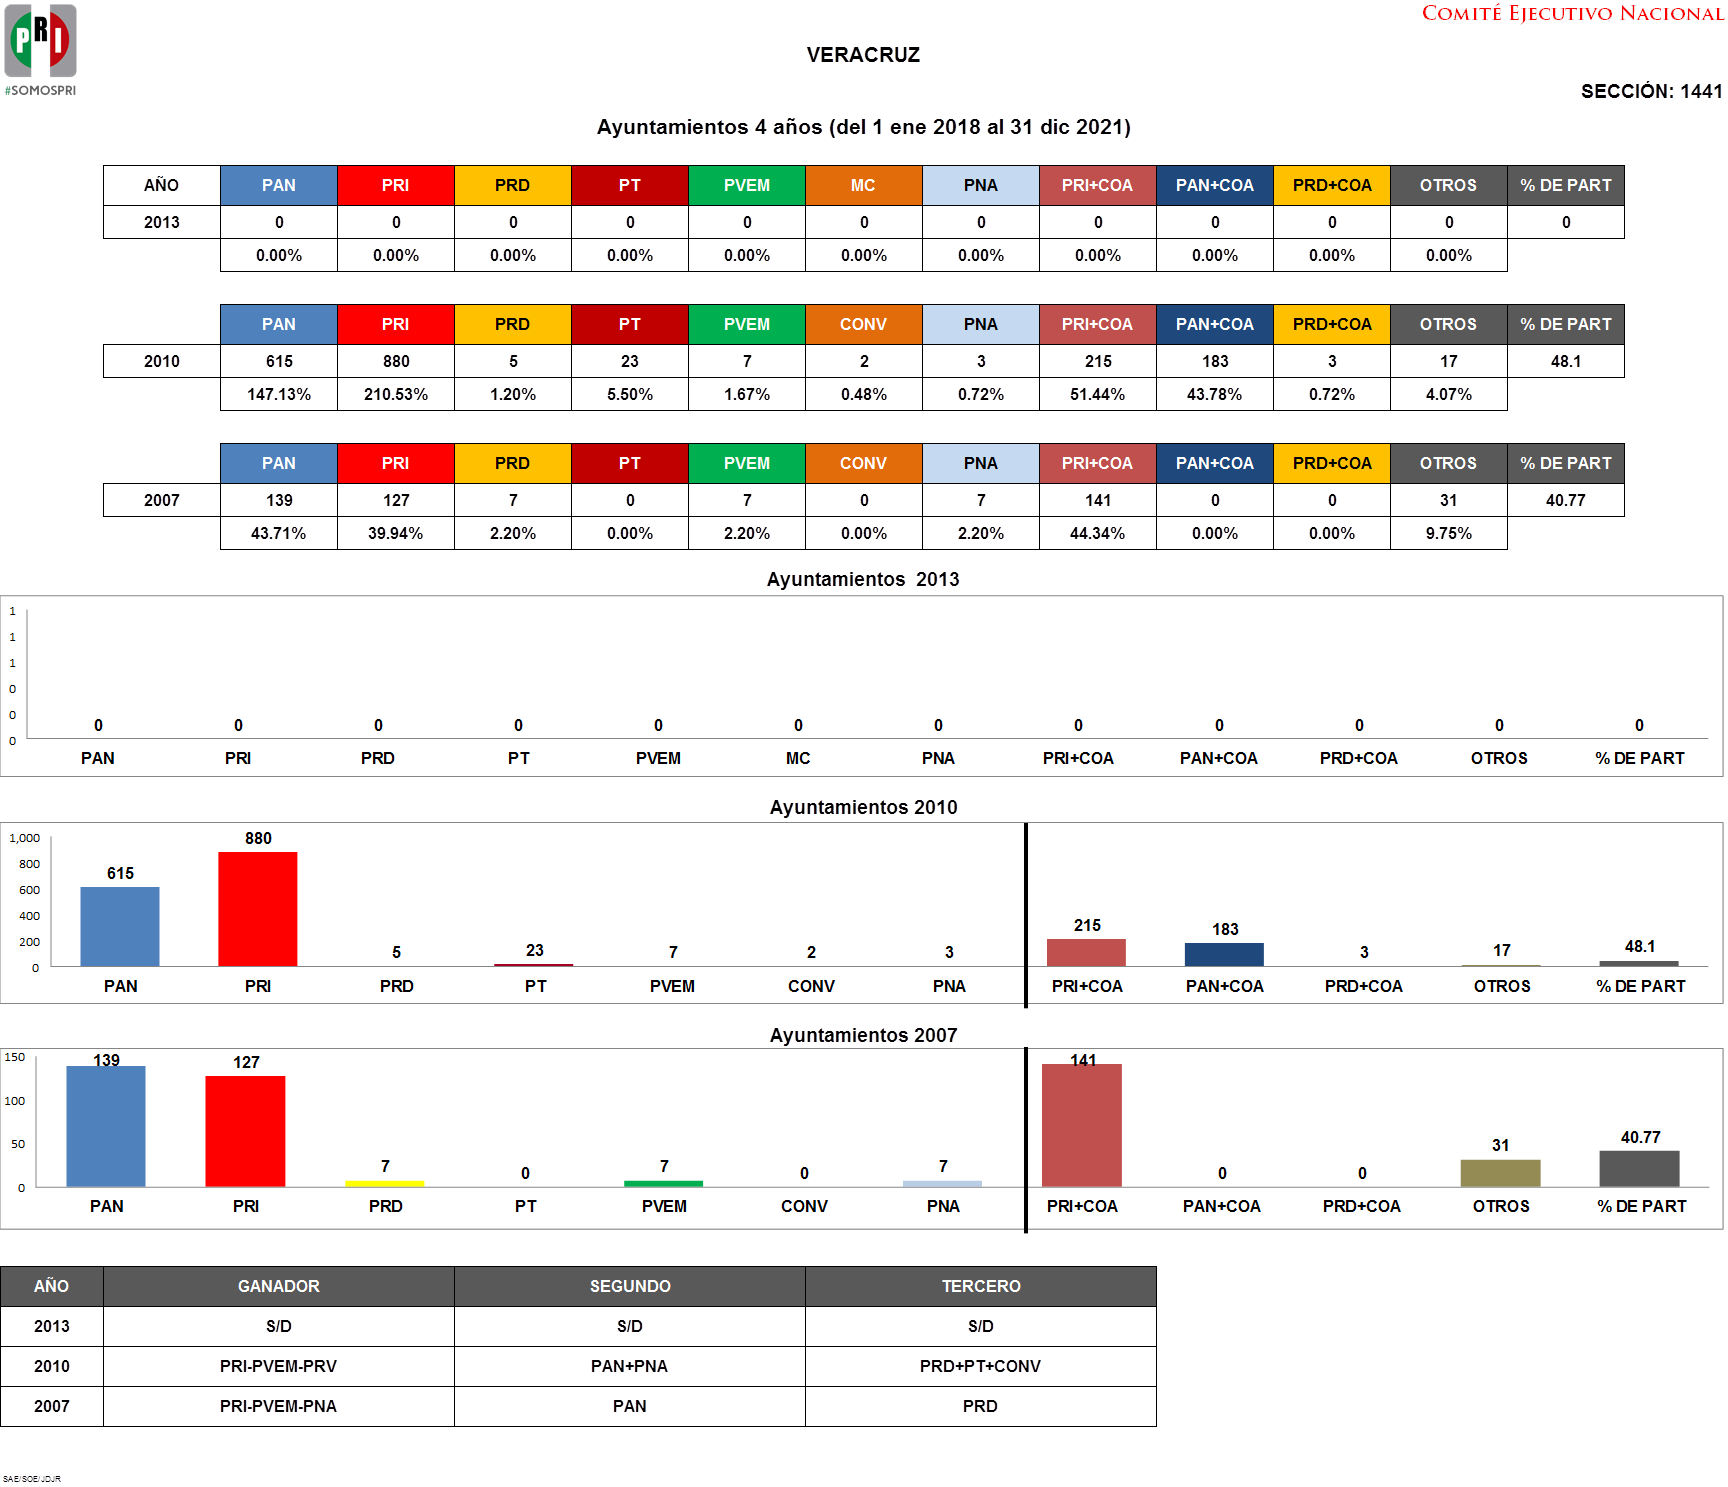 PRI
#SOMOSPRI
COMITÉ EJECUTIVO NACIONAL
VERACRUZ
SECCIÓN: 1441
Ayuntamientos 4 años (del 1 ene 2018 al 31 dic 2021)
AÑO PAN PRI PRD PT PVEM MC PNA PRI+COA PAN+COA PRD+COA OTROS % DE PART
2013 0 0 0 0 0 0 0 0 0 0 0 0
0.00% 0.00% 0.00% 0.00% 0.00% 0.00% 0.00% 0.00% 0.00% 0.00% 0.00%
PAN PRI PRD PT PVEM CONV PNA PRI+COA PAN+COA PRD+COA OTROS % DE PART
2010 615 880 5 23 7 2 3 215 183 3 17 48.1
147.13% 210.53% 1.20% 5.50% 1.67% 0.48% 0.72% 51.44% 43.78% 0.72% 4.07%
PAN PRI PRD PT PVEM CONV PNA PRI+COA PAN+COA PRD+COA OTROS % DE PART
2007 139 127 7 0 7 0 7 141 0 0 31 40.77
43.71% 39.94% 2.20% 0.00% 2.20% 0.00% 2.20% 44.34% 0.00% 0.00% 9.75%
Ayuntamientos 2013
1
1
1
0
0
0
0 0 0 0 0 0 0 0 0 0 0 0
PAN PRI PRD PT PVEM MC PNA PRI+COA PAN+COA PRD+COA OTROS % DE PART
Ayuntamientos 2010
1,000
800
600
400
200
0
615 880 5 23 7 2 3 215 183 3 17 48.1
PAN PRI PRD PT PVEM CONV PNA PRI+COA PAN+COA PRD+COA OTROS % DE PART
Ayuntamientos 2007
150
100
50
0
139 127 7 0 7 0 7 141 0 0 31 40.77
PAN PRI PRD PT PVEM CONV PNA PRI+COA PAN+COA PRD+COA OTROS % DE PART
AÑO GANADOR SEGUNDO TERCERO
2013 S/D S/D S/D
2010 PRI-PVEM-PRV PAN+PNA PRD+PT+CONV
2007 PRI-PVEM-PNA PAN PRD
SAE/SOE/JDJR